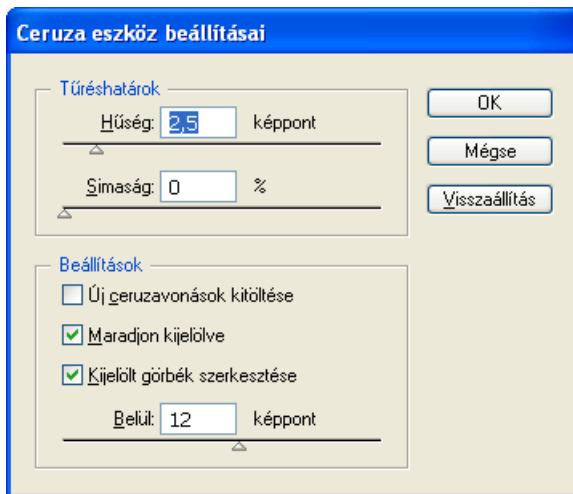 Ceruza eszköz beállításai
Tűréshatárok
Hűség: 2,5 képpont
Simaság: 0 %
OK
Mégse
Visszaállítás
Beállítások
Új ceruzavonások kitöltése
Maradjon kijelölve
Kijelölt görbék szerkesztése
Belül: 12 képpont